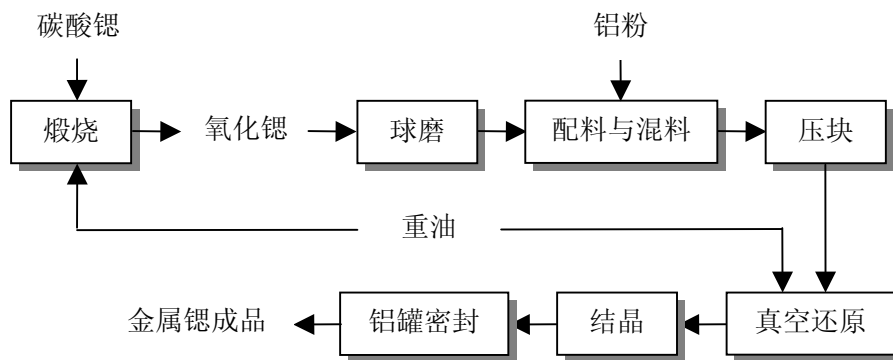 碳酸锶
铝粉
煅烧
氧化锶
球磨
配料与混料
压块
重油
金属锶成品
铝罐密封
结晶
真空还原